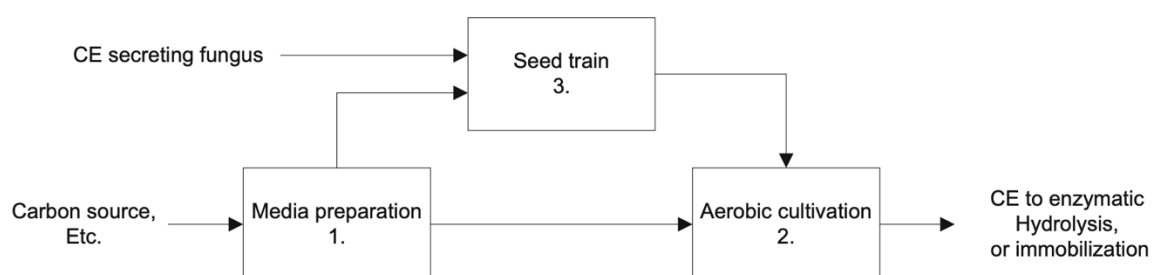 CE secreting fungus
Seed train
3.
Carbon source,
Etc.
Media preparation
1.
Aerobic cultivation
2.
CE to enzymatic
Hydrolysis,
or immobilization